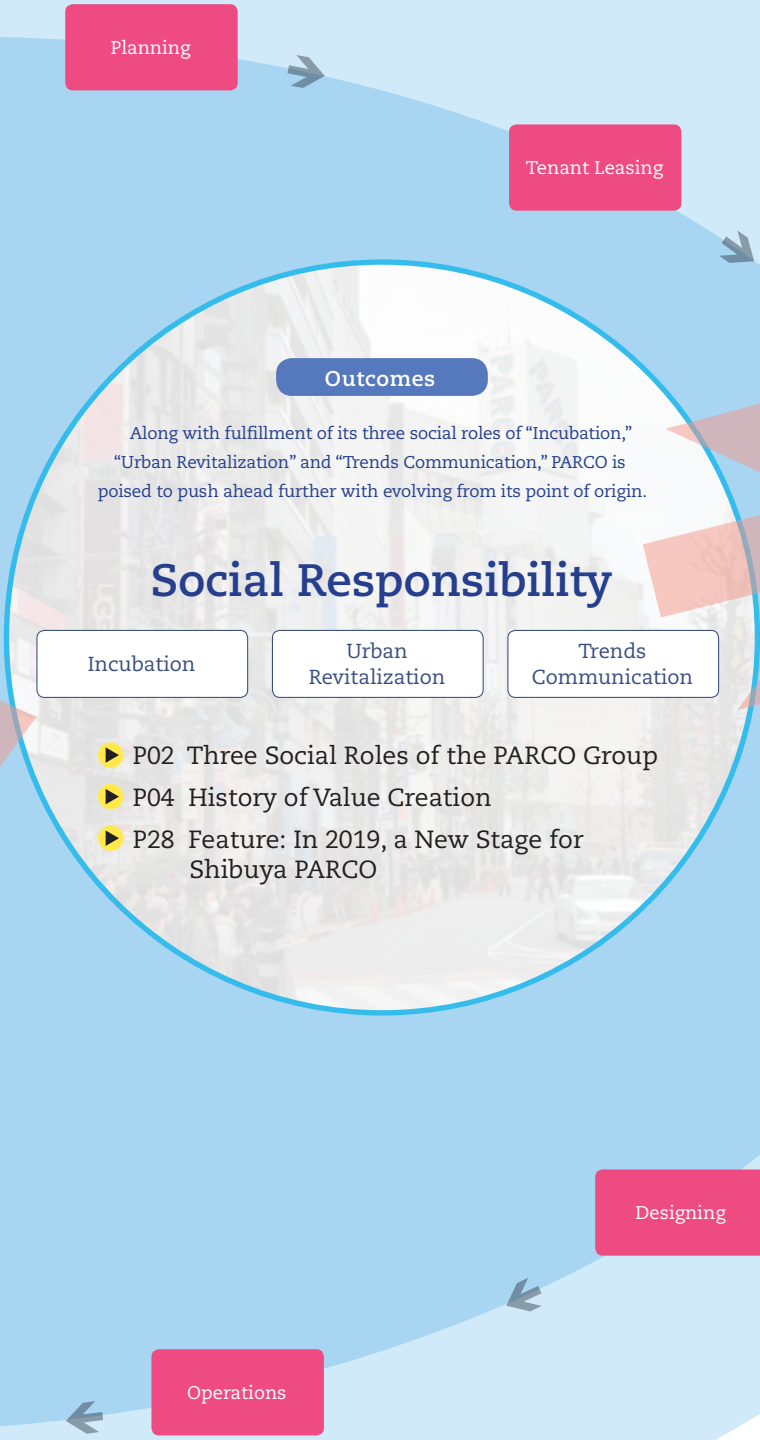 Planning
Tenant Leasing
Outcomes
Along with fulfillment of its three social roles of “Incubation,”
“Urban Revitalization” and “Trends Communication,” PARCO is
poised to push ahead further with evolving from its point of origin.
Social Responsibility
Incubation
Urban
Revitalization
Trends
Communication
P02 Three Social Roles of the PARCO Group
P04 History of Value Creation
P28 Feature: In 2019, a New Stage for
Shibuya PARCO
Designing
Operations
PARCO
PARCO